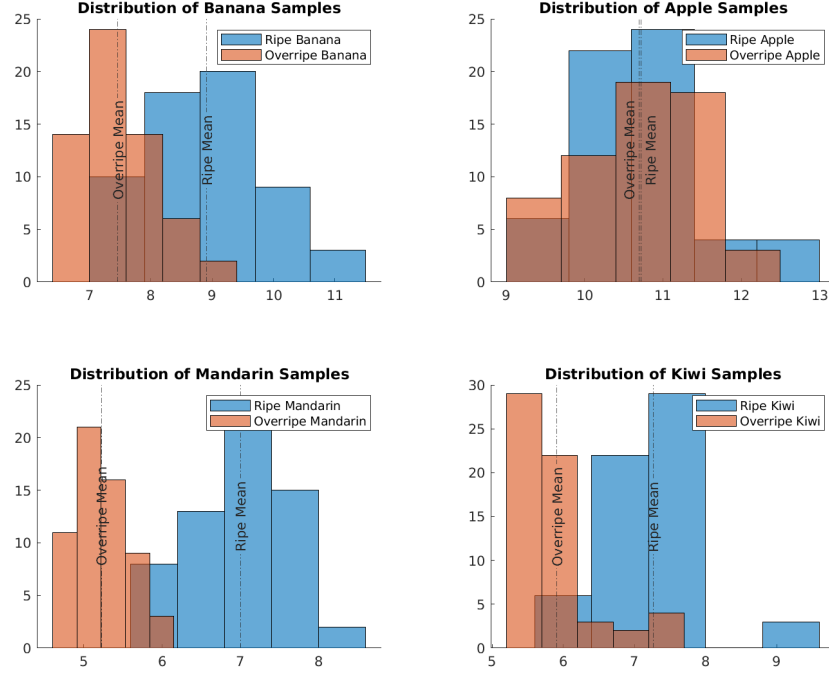 Distribution of Banana Samples
25
20
15
10
5
0
7
8
9
10
11
Ripe Banana
Overripe Banana
Overripe Mean
Ripe Mean
Distribution of Apple Samples
25
20
15
10
5
0
9
10
11
12
13
Ripe Apple
Overripe Apple
Overripe Mean
Ripe Mean
Distribution of Mandarin Samples
25
20
15
10
5
0
5
6
7
8
Ripe Mandarin
Overripe Mandarin
Overripe Mean
Ripe Mean
Distribution of Kiwi Samples
30
25
20
15
10
5
0
5
6
7
8
9
Ripe Kiwi
Overripe Kiwi
Overripe Mean
Ripe Mean